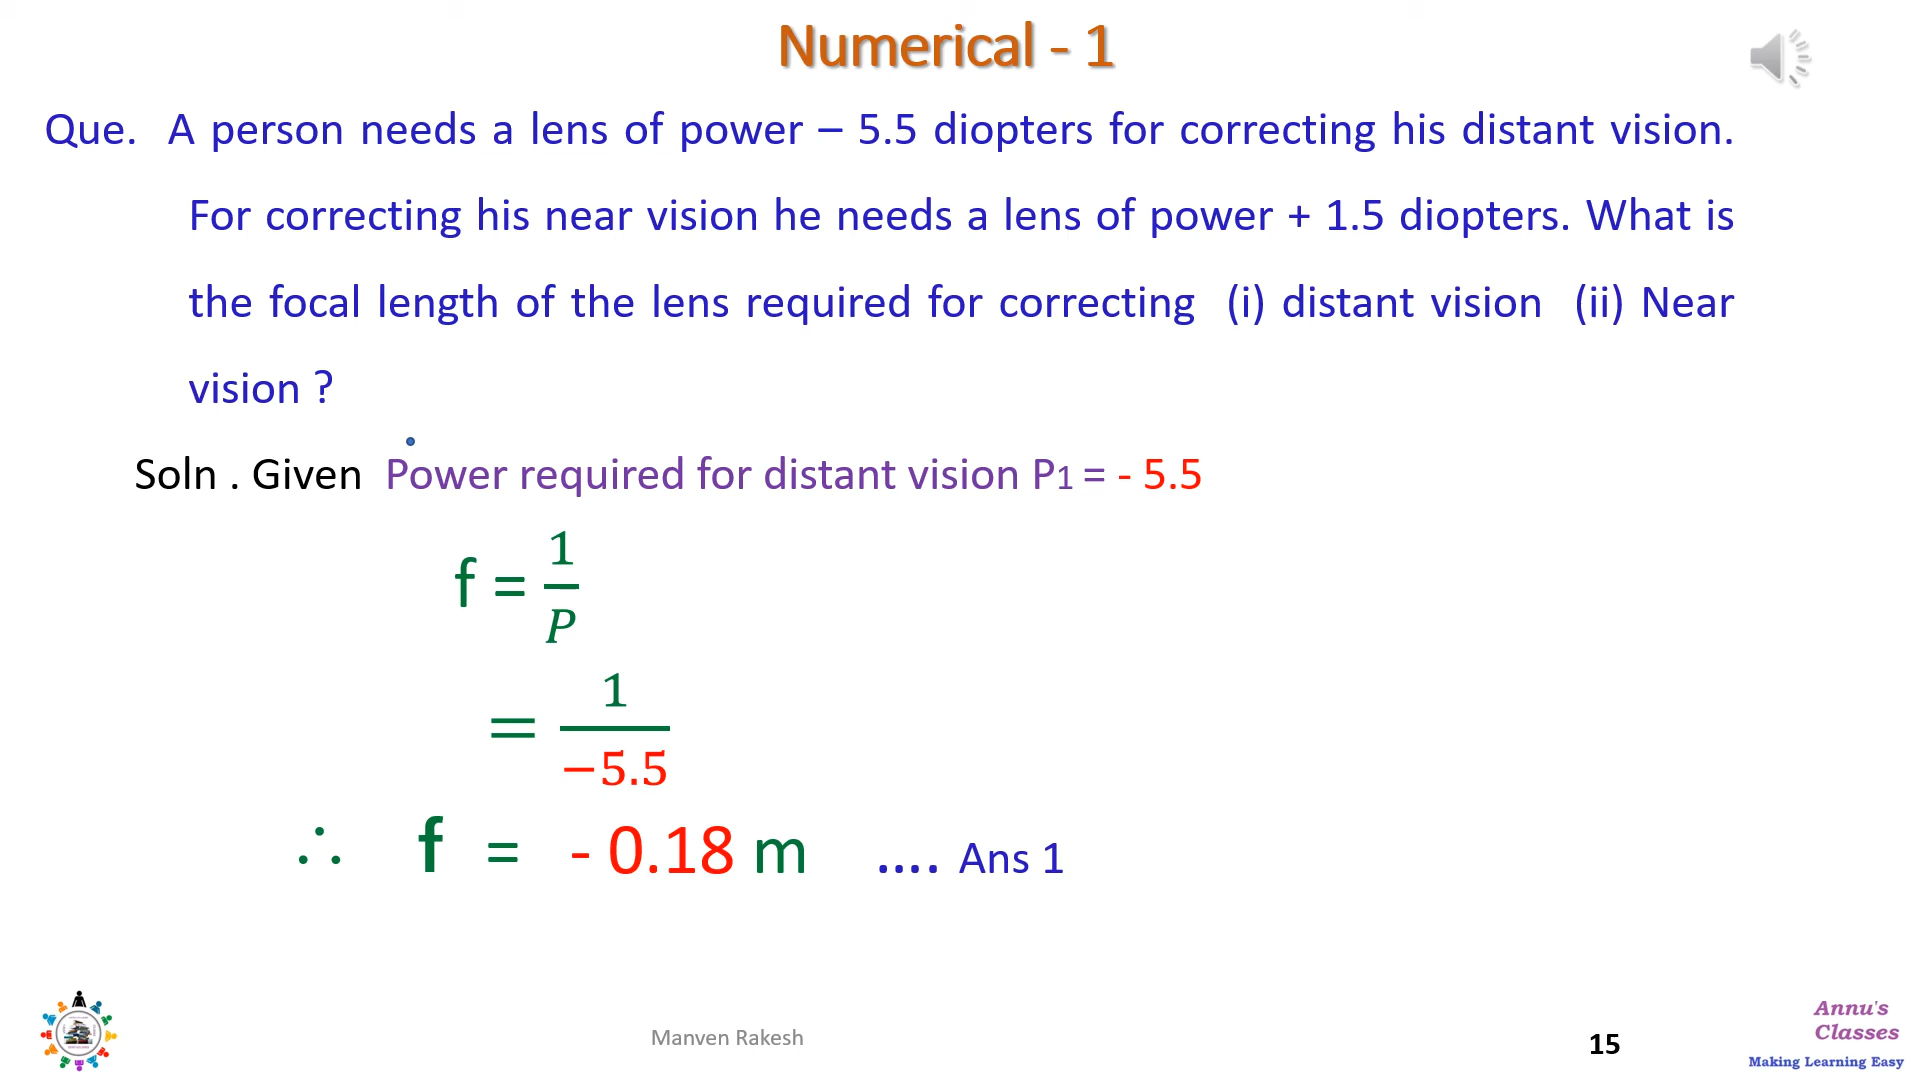 Numerical - 1
Que. A person needs a lens of power – 5.5 diopters for correcting his distant vision.
For correcting his near vision he needs a lens of power + 1.5 diopters. What is
the focal length of the lens required for correcting (i) distant vision (ii) Near
vision ?
Soln . Given Power required for distant vision P1 = - 5.5
f = 1/P
= 1/−5.5
∴ f = - 0.18 m .... Ans 1
Manven Rakesh
15
Annu's
Classes
Making Learning Easy